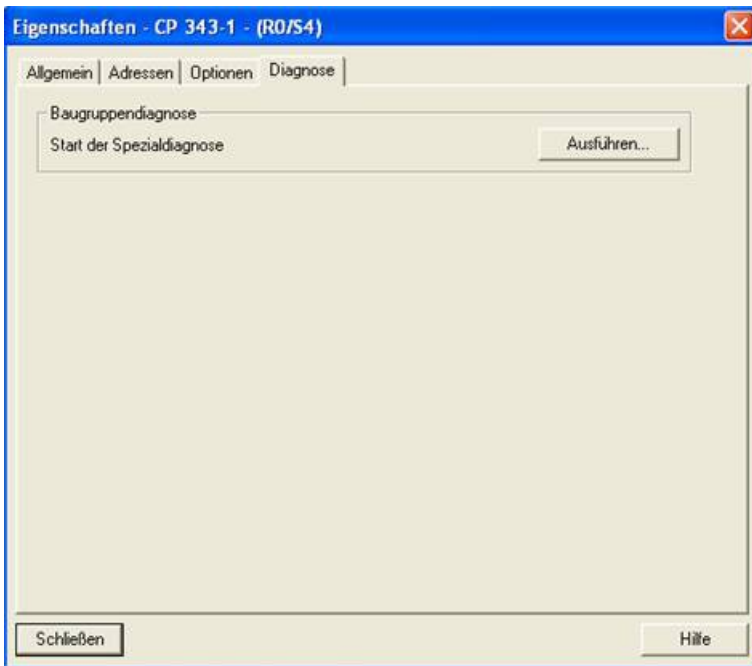 Eigenschaften - CP 343-1 - (R0/S4)
Allgemein Adressen Optionen Diagnose
Baugruppendiagnose
Start der Spezialdiagnose Ausführen...
Schließen Hilfe